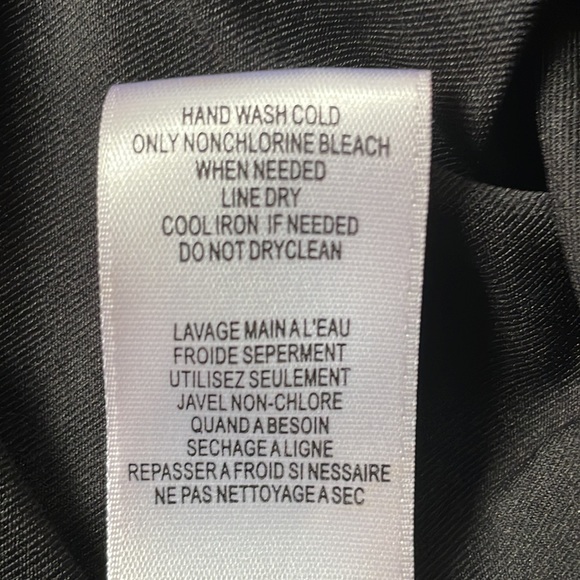 HAND WASH COLD
ONLY NONCHLORINE BLEACH
WHEN NEEDED
LINE DRY
COOL IRON IF NEEDED
DO NOT DRYCLEAN
LAVAGE MAIN A L'EAU
FROIDE SEPERMENT
UTILISEZ SEULEMENT
JAVEL NON-CHLORE
QUAND A BESOIN
SECHAGE A LIGNE
REPASSER A FROID SI NESSAIRE
NE PAS NETTOYAGE A SEC